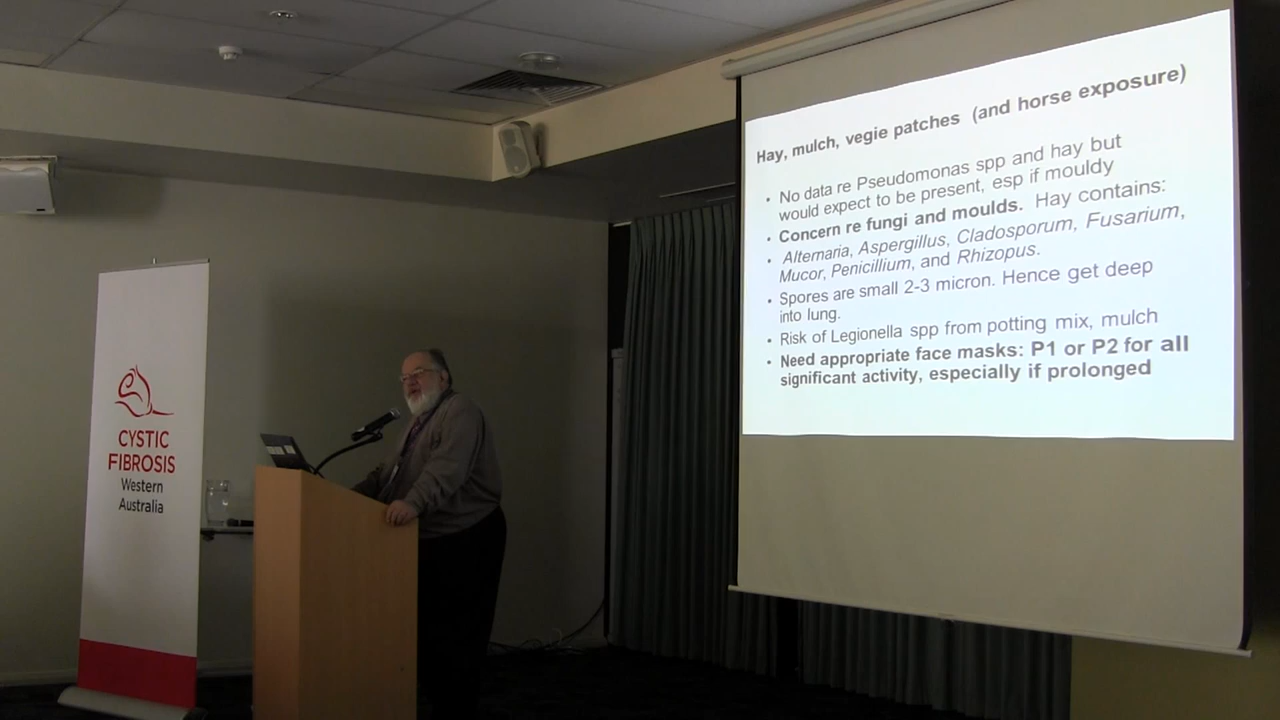 Hay, mulch, vegie patches (and horse exposure)
• No data re Pseudomonas spp and hay but
would expect to be present, esp if mouldy
• Concern re fungi and moulds. Hay contains:
• Alternaria, Aspergillus, Cladosporum, Fusarium,
Mucor, Penicillium, and Rhizopus.
• Spores are small 2-3 micron. Hence get deep
into lung.
• Risk of Legionella spp from potting mix, mulch
• Need appropriate face masks: P1 or P2 for all
significant activity, especially if prolonged
CYSTIC
FIBROSIS
Western
Australia